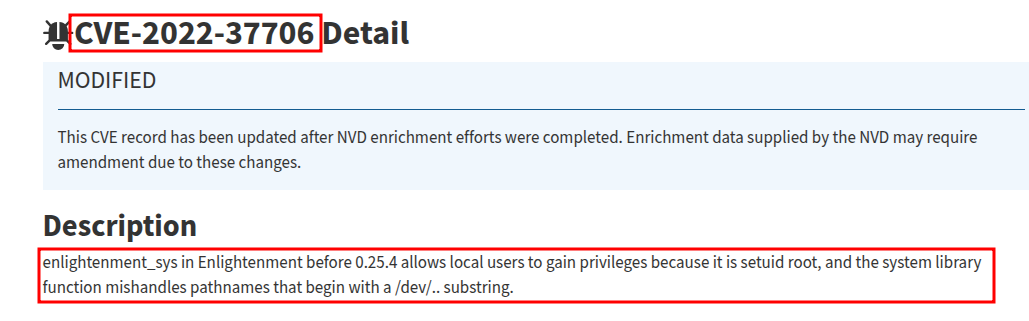 CVE-2022-37706 Detail
MODIFIED
This CVE record has been updated after NVD enrichment efforts were completed. Enrichment data supplied by the NVD may require
amendment due to these changes.
Description
enlightenment_sys in Enlightenment before 0.25.4 allows local users to gain privileges because it is setuid root, and the system library
function mishandles pathnames that begin with a /dev/.. substring.